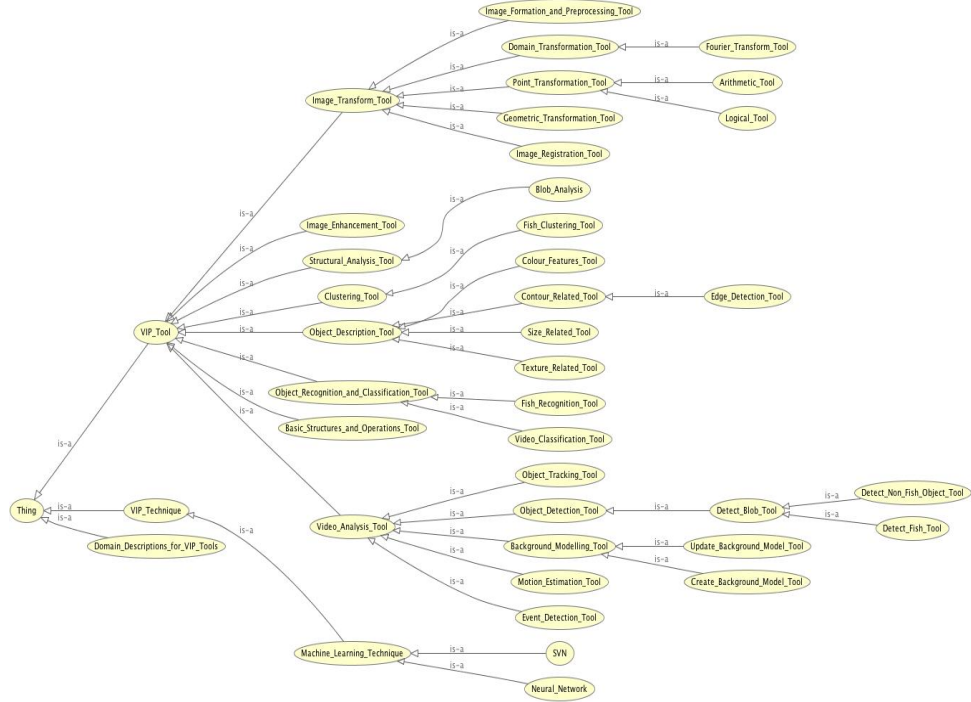 Image_Formation_and_Preprocessing_Tool
is-a
Domain_Transformation_Tool
is-a
Fourier_Transform_Tool
is-a
Point_Transformation_Tool
is-a
Arithmetic_Tool
is-a
Image_Transform_Tool
is-a
is-a
Geometric_Transformation_Tool
is-a
Logical_Tool
is-a
Image_Registration_Tool
Blob_Analysis
is-a
is-a
Image_Enhancement_Tool
Fish_Clustering_Tool
is-a
is-a
Structural_Analysis_Tool
Colour_Features_Tool
is-a
is-a
Clustering_Tool
is-a
Contour_Related_Tool
is-a
Edge_Detection_Tool
VIP_Tool
is-a
Object_Description_Tool
is-a
Size_Related_Tool
is-a
is-a
Texture_Related_Tool
Object_Recognition_and_Classification_Tool
is-a
Fish_Recognition_Tool
is-a
is-a
is-a
Basic_Structures_and_Operations_Tool
Video_Classification_Tool
is-a
Object_Tracking_Tool
is-a
Detect_Non_Fish_Object_Tool
is-a
Thing
is-a
VIP_Technique
is-a
Object_Detection_Tool
is-a
Detect_Blob_Tool
is-a
is-a
Video_Analysis_Tool
is-a
Detect_Fish_Tool
Domain_Descriptions_for_VIP_Tools
is-a
Background_Modelling_Tool
is-a
Update_Background_Model_Tool
is-a
is-a
Motion_Estimation_Tool
Create_Background_Model_Tool
is-a
Event_Detection_Tool
Machine_Learning_Technique
is-a
SVN
is-a
Neural_Network